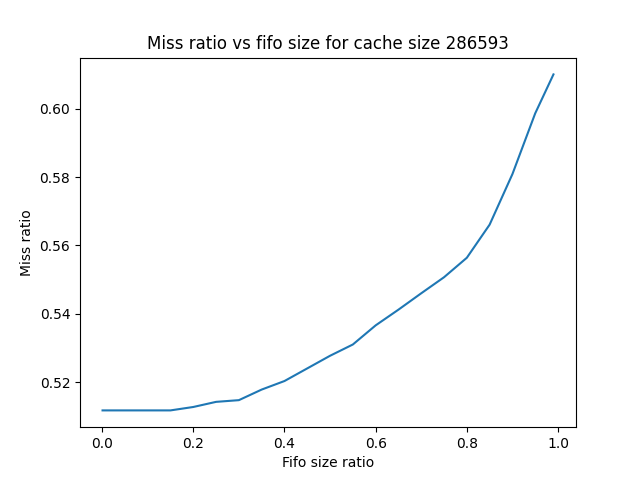 Miss ratio vs fifo size for cache size 286593
Miss ratio
0.60
0.58
0.56
0.54
0.52
0.0 0.2 0.4 0.6 0.8 1.0
Fifo size ratio